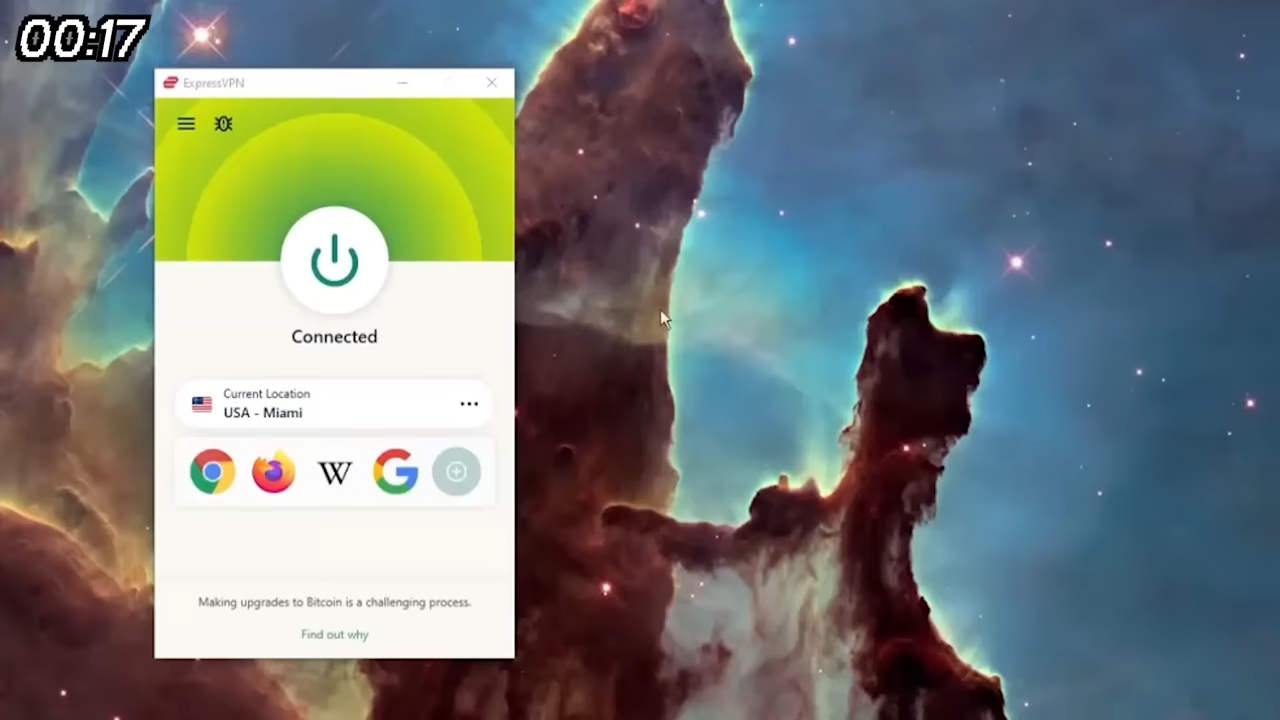 00:17
ExpressVPN
Connected
Current Location
USA - Miami
W
Making upgrades to Bitcoin is a challenging process.
Find out why